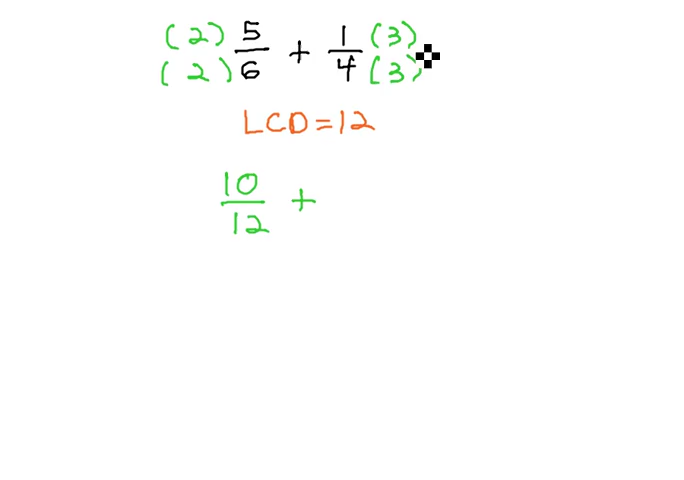 (2) 5 + 1 (3)
(2) 6 4 (3)
LCD=12
10 +
12